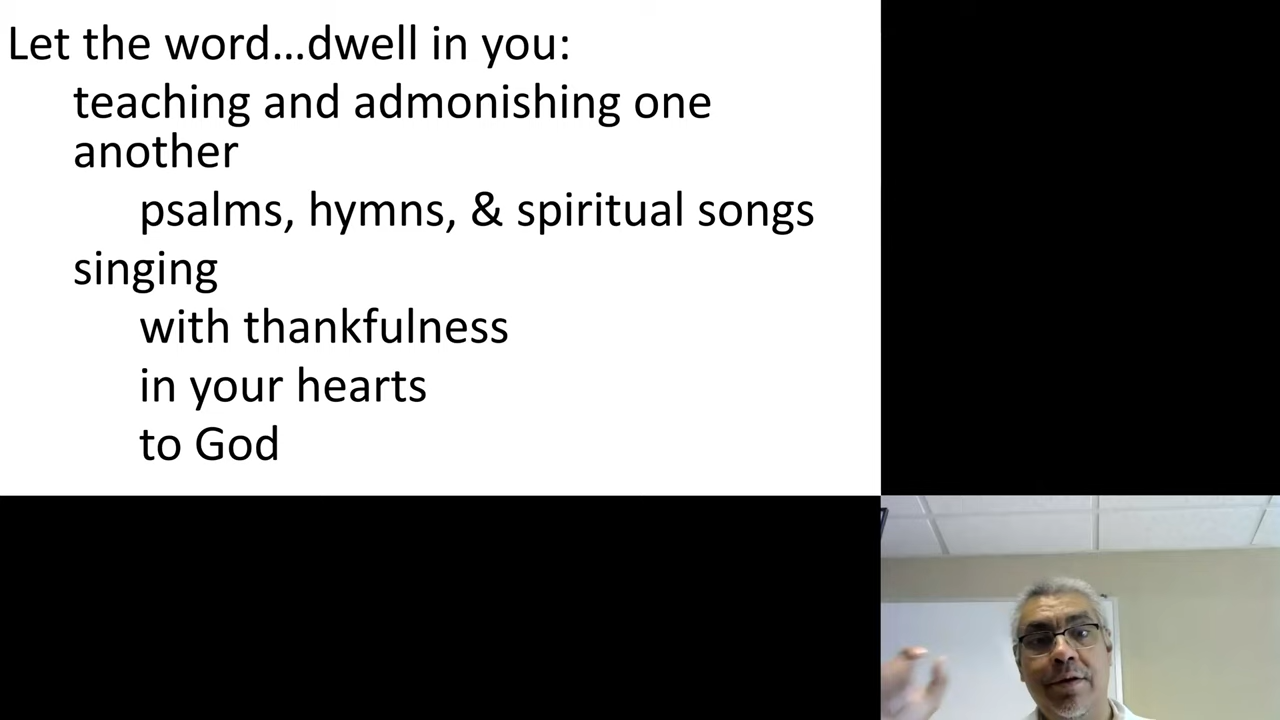 Let the word…dwell in you:
teaching and admonishing one
another
psalms, hymns, & spiritual songs
singing
with thankfulness
in your hearts
to God